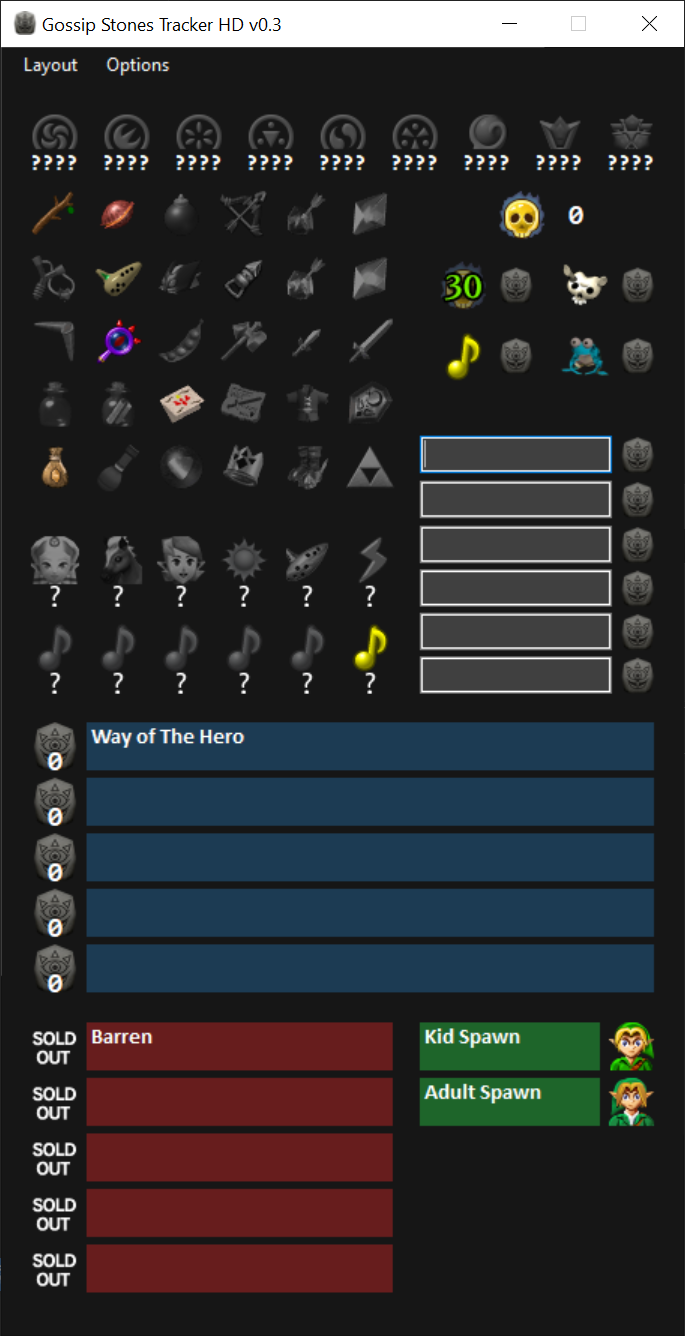 Gossip Stones Tracker HD v0.3
Layout Options
???? ???? ???? ???? ???? ???? ???? ???? ????
0
30
? ? ? ? ? ?
? ? ? ? ? ?
0 Way of The Hero
0
0
0
0
SOLD OUT Barren Kid Spawn
SOLD OUT Adult Spawn
SOLD OUT
SOLD OUT
SOLD OUT